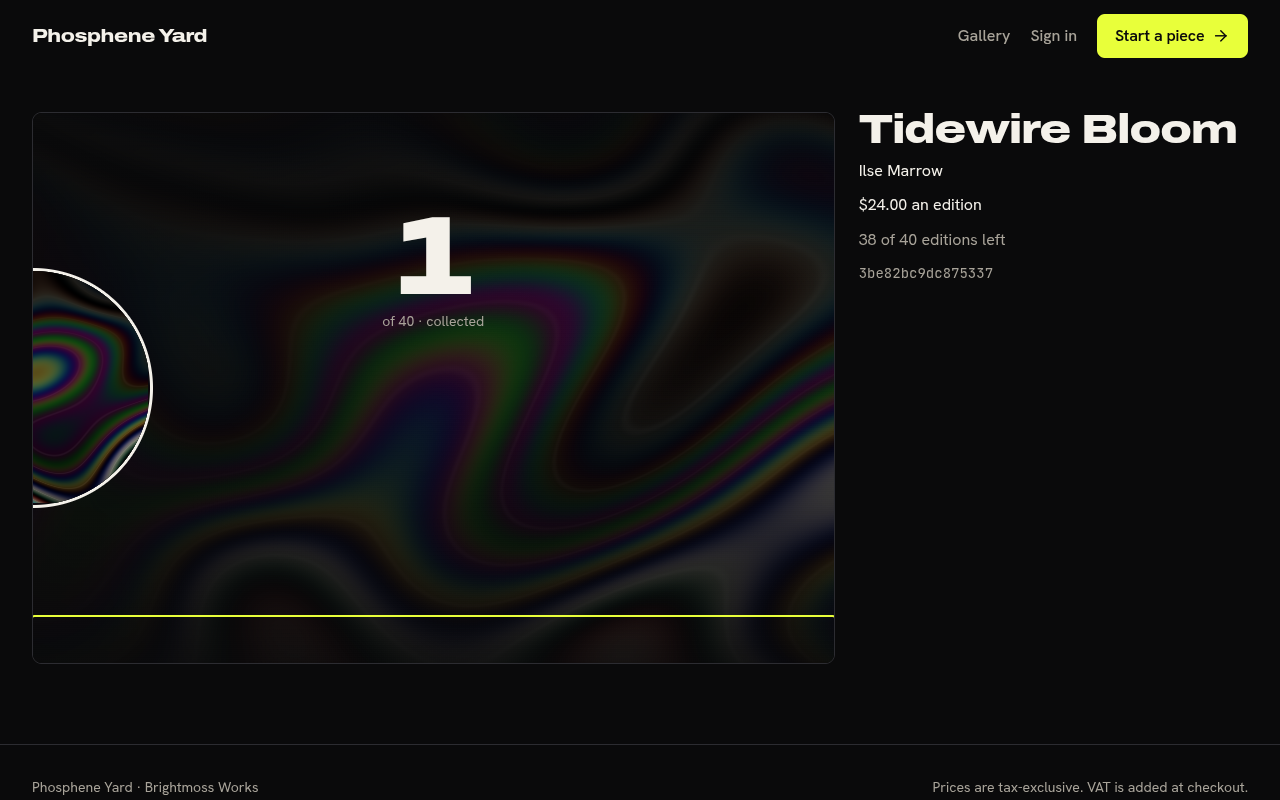 Phosphene Yard
Gallery
Sign in
Start a piece
1
of 40 · collected
Tidewire Bloom
Ilse Marrow
$24.00 an edition
38 of 40 editions left
3be82bc9dc875337
Phosphene Yard · Brightmoss Works
Prices are tax-exclusive. VAT is added at checkout.